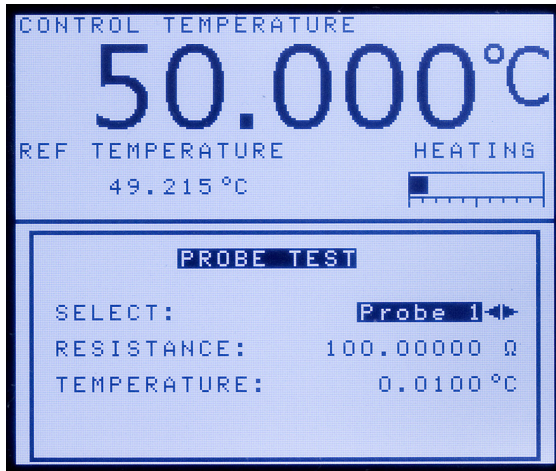 CONTROL TEMPERATURE
50.000°C
REF TEMPERATURE HEATING
49.215°C
PROBE TEST
SELECT: Probe 1
RESISTANCE: 100.00000 Ω
TEMPERATURE: 0.0100°C